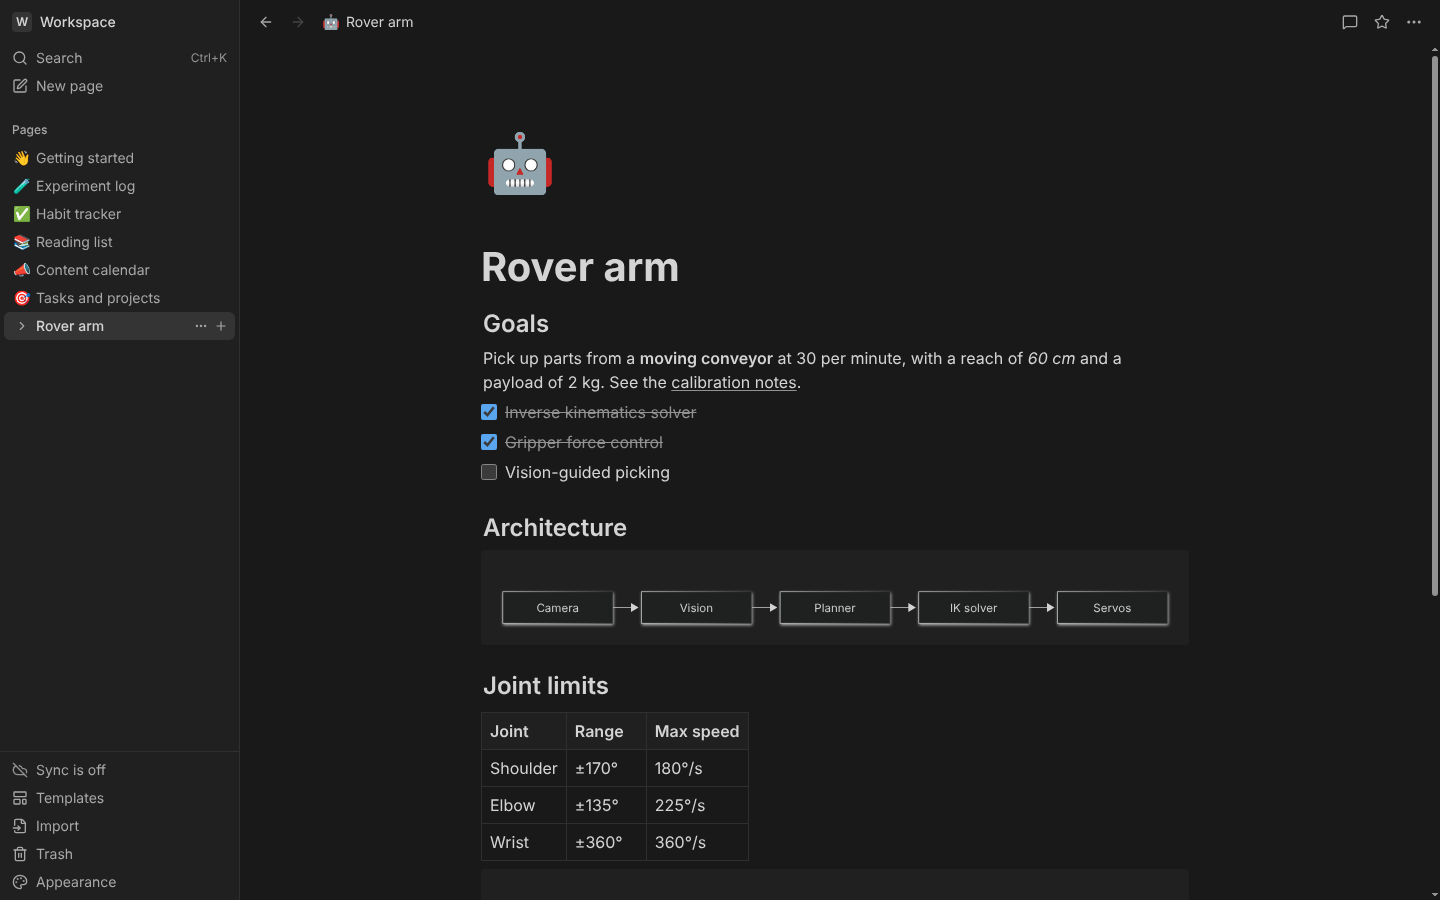 W Workspace
Search Ctrl+K
New page
Pages
Getting started
Experiment log
Habit tracker
Reading list
Content calendar
Tasks and projects
Rover arm
Sync is off
Templates
Import
Trash
Appearance
Rover arm
Rover arm
Goals
Pick up parts from a moving conveyor at 30 per minute, with a reach of 60 cm and a
payload of 2 kg. See the calibration notes.
Inverse kinematics solver
Gripper force control
Vision-guided picking
Architecture
Camera Vision Planner IK solver Servos
Joint limits
Joint Range Max speed
Shoulder ±170° 180°/s
Elbow ±135° 225°/s
Wrist ±360° 360°/s